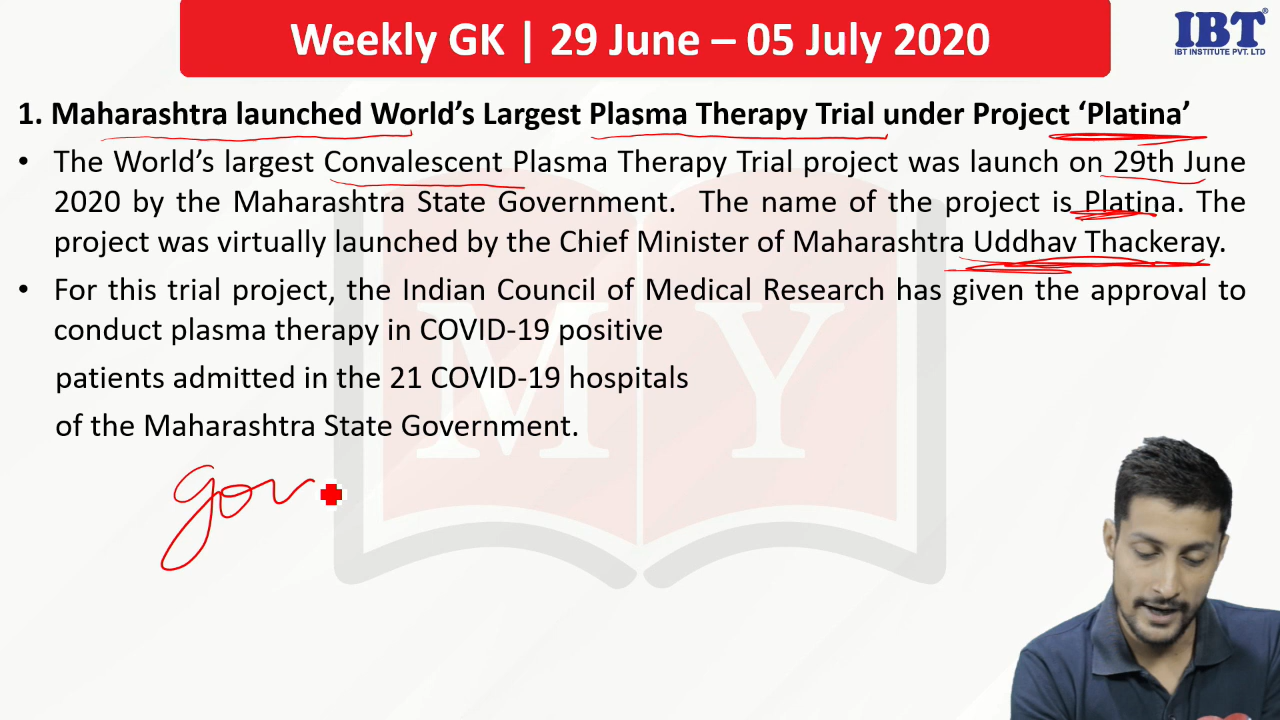 Weekly GK | 29 June – 05 July 2020
IBT®
IBT INSTITUTE PVT. LTD
1. Maharashtra launched World’s Largest Plasma Therapy Trial under Project ‘Platina’
• The World’s largest Convalescent Plasma Therapy Trial project was launch on 29th June
2020 by the Maharashtra State Government. The name of the project is Platina. The
project was virtually launched by the Chief Minister of Maharashtra Uddhav Thackeray.
• For this trial project, the Indian Council of Medical Research has given the approval to
conduct plasma therapy in COVID-19 positive
patients admitted in the 21 COVID-19 hospitals
of the Maharashtra State Government.
MY
gov